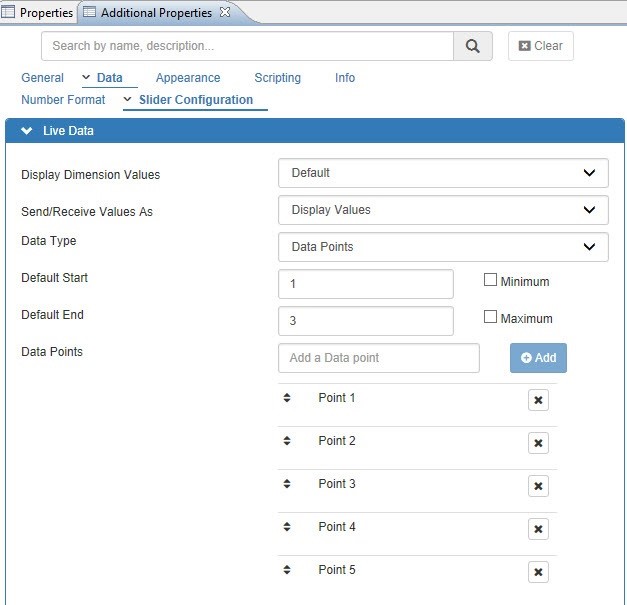 Properties Additional Properties
Search by name, description... Clear
General Data Appearance Scripting Info
Number Format Slider Configuration
Live Data
Display Dimension Values Default
Send/Receive Values As Display Values
Data Type Data Points
Default Start 1 Minimum
Default End 3 Maximum
Data Points Add a Data point Add
Point 1
Point 2
Point 3
Point 4
Point 5